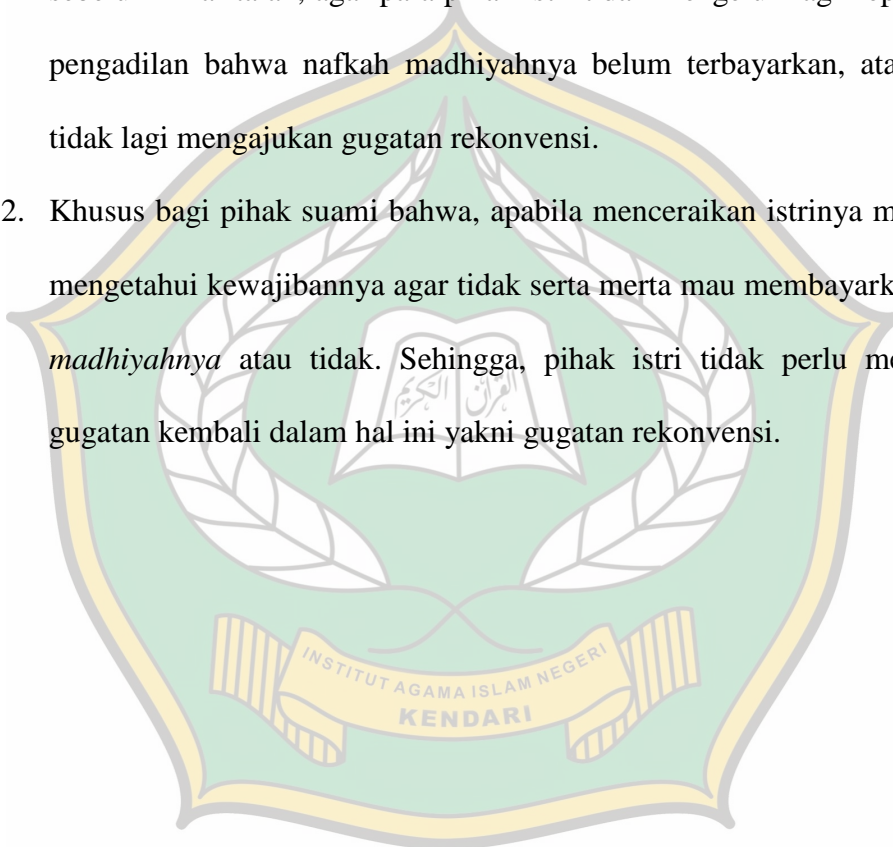 pengadilan bahwa nafkah madhiyahnya belum terbayarkan,
tidak lagi mengajukan gugatan rekonvensi.
2. Khusus bagi pihak suami bahwa, apabila menceraikan istrinya
mengetahui kewajibannya agar tidak serta merta mau
madhiyahnya atau tidak. Sehingga, pihak istri tidak perlu
gugatan kembali dalam hal ini yakni gugatan rekonvensi.
القرآن الكريم
INSTITUT AGAMA ISLAM NEGERI
KENDARI